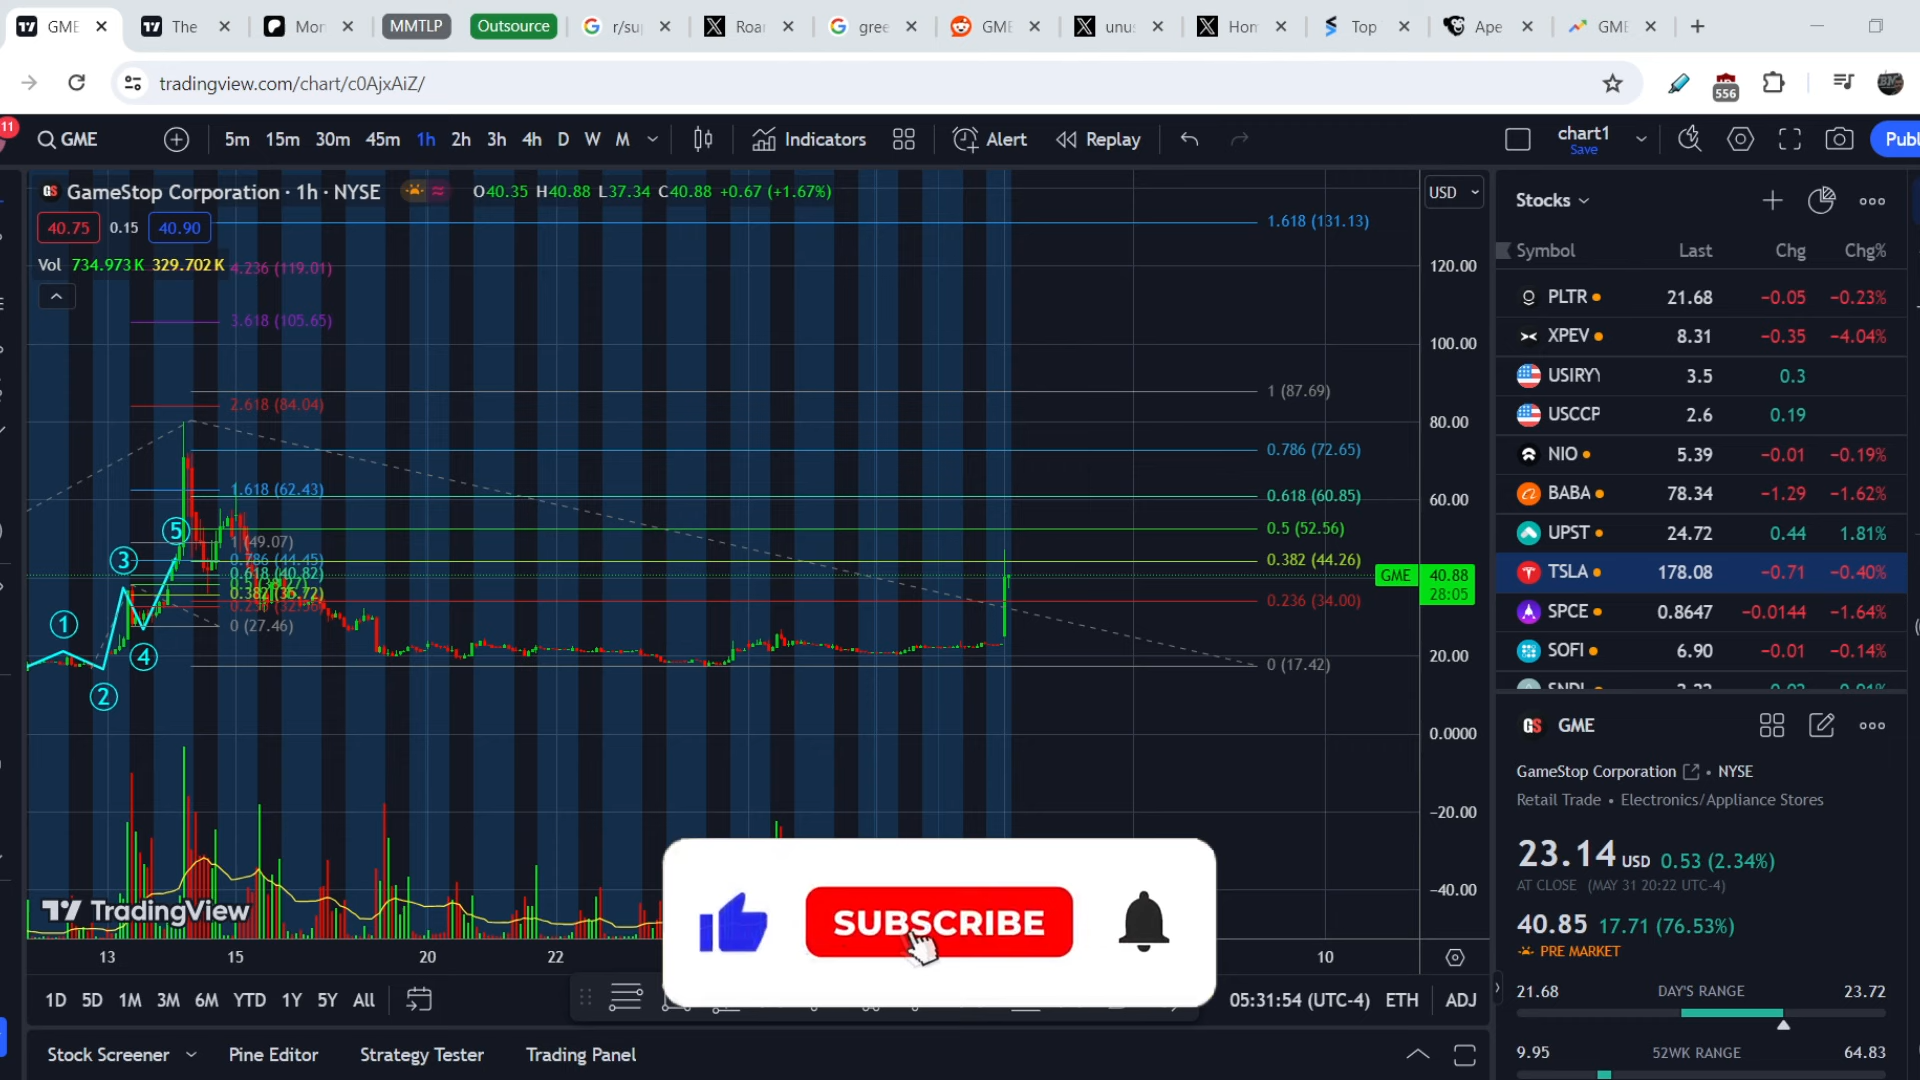 GME
The
Mor
MMTLP
Outsource
r/su
Roar
gree
GME
unus
Hom
Top
Ape
GME
tradingview.com/chart/c0AjxAiZ/
556
11
GME
5m 15m 30m 45m 1h 2h 3h 4h D W M
Indicators
Alert
Replay
chart1
Save
Publ
GameStop Corporation · 1h · NYSE
O40.35 H40.88 L37.34 C40.88 +0.67 (+1.67%)
40.75 0.15 40.90
Vol 734.973K 329.702K
4.236 (119.01)
3.618 (105.65)
2.618 (84.04)
1.618 (62.43)
1 (49.07)
0.786 (44.45)
0.618 (40.82)
0.382 (35.72)
0 (27.46)
1
2
3
4
5
1.618 (131.13)
1 (87.69)
0.786 (72.65)
0.618 (60.85)
0.5 (52.56)
0.382 (44.26)
0.236 (34.00)
0 (17.42)
USD
120.00
100.00
80.00
60.00
GME 40.88
28:05
20.00
0.0000
−20.00
−40.00
TradingView
13 15 20 22 10
SUBSCRIBE
1D 5D 1M 3M 6M YTD 1Y 5Y All
05:31:54 (UTC-4) ETH ADJ
Stock Screener Pine Editor Strategy Tester Trading Panel
Stocks
Symbol Last Chg Chg%
PLTR 21.68 −0.05 −0.23%
XPEV 8.31 −0.35 −4.04%
USIRYY 3.5 0.3
USCCP 2.6 0.19
NIO 5.39 −0.01 −0.19%
BABA 78.34 −1.29 −1.62%
UPST 24.72 0.44 1.81%
TSLA 178.08 −0.71 −0.40%
SPCE 0.8647 −0.0144 −1.64%
SOFI 6.90 −0.01 −0.14%
GS GME
GameStop Corporation • NYSE
Retail Trade • Electronics/Appliance Stores
23.14 USD 0.53 (2.34%)
AT CLOSE (MAY 31 20:22 UTC-4)
40.85 17.71 (76.53%)
PRE MARKET
21.68 DAY'S RANGE 23.72
9.95 52WK RANGE 64.83